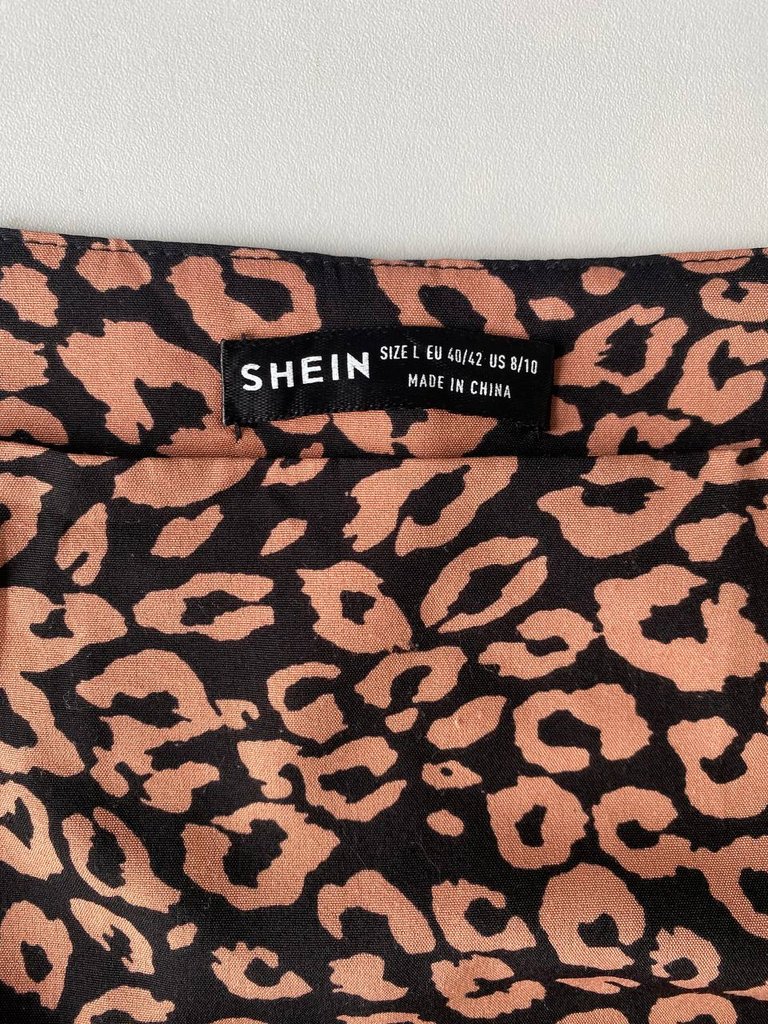 SHEIN
SIZE L EU 40/42 US 8/10
MADE IN CHINA